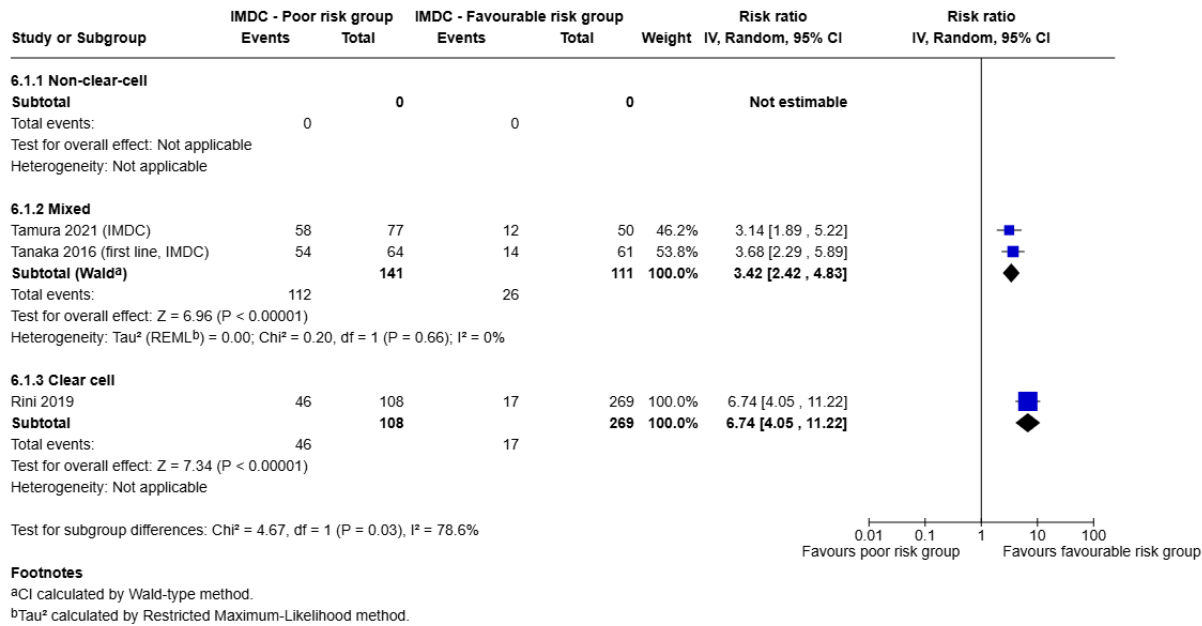 IMDC - Poor risk group IMDC - Favourable risk group Risk ratio Risk ratio
Study or Subgroup Events Total Events Total Weight IV, Random, 95% CI IV, Random, 95% CI
6.1.1 Non-clear-cell
Subtotal 0 0 Not estimable
Total events: 0 0
Test for overall effect: Not applicable
Heterogeneity: Not applicable
6.1.2 Mixed
Tamura 2021 (IMDC) 58 77 12 50 46.2% 3.14 [1.89 , 5.22]
Tanaka 2016 (first line, IMDC) 54 64 14 61 53.8% 3.68 [2.29 , 5.89]
Subtotal (Waldᵃ) 141 111 100.0% 3.42 [2.42 , 4.83]
Total events: 112 26
Test for overall effect: Z = 6.96 (P < 0.00001)
Heterogeneity: Tau² (REMLᵇ) = 0.00; Chi² = 0.20, df = 1 (P = 0.66); I² = 0%
6.1.3 Clear cell
Rini 2019 46 108 17 269 100.0% 6.74 [4.05 , 11.22]
Subtotal 108 269 100.0% 6.74 [4.05 , 11.22]
Total events: 46 17
Test for overall effect: Z = 7.34 (P < 0.00001)
Heterogeneity: Not applicable
Test for subgroup differences: Chi² = 4.67, df = 1 (P = 0.03), I² = 78.6%
0.01 0.1 1 10 100
Favours poor risk group Favours favourable risk group
Footnotes
ᵃCI calculated by Wald-type method.
ᵇTau² calculated by Restricted Maximum-Likelihood method.